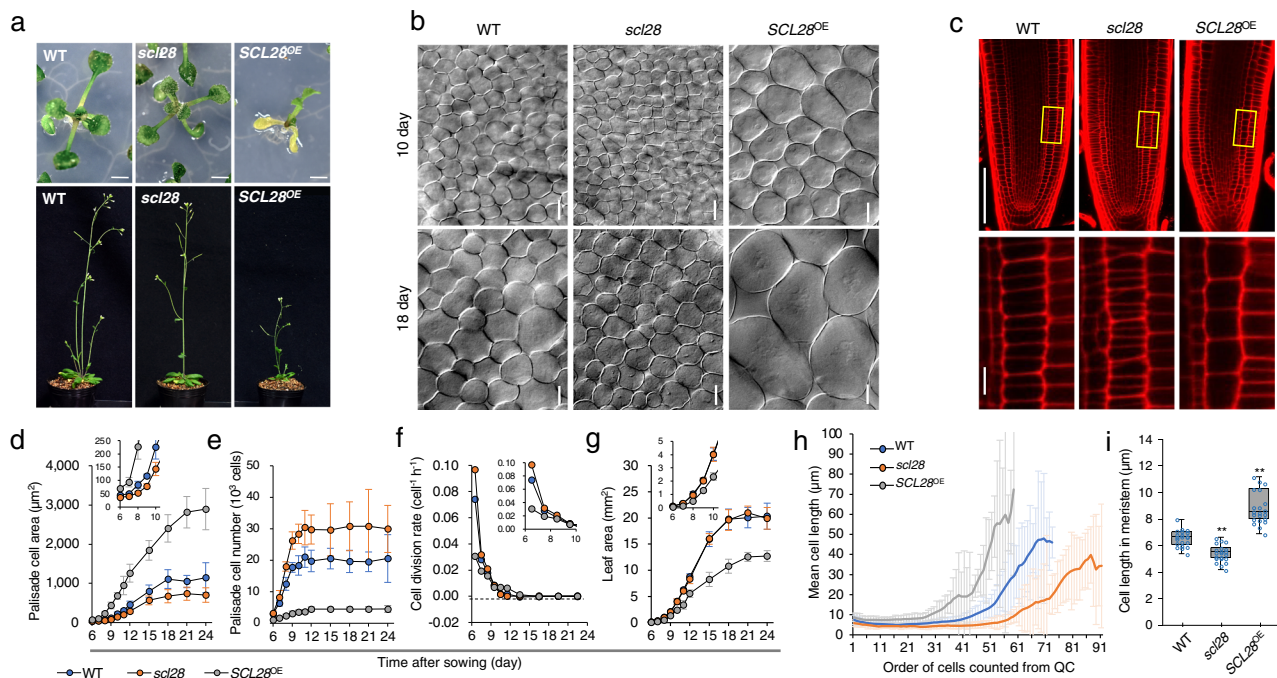 a
WT
scl28
SCL28OE
WT
scl28
SCL28OE
b
WT
scl28
SCL28OE
10 day
18 day
c
WT
scl28
SCL28OE
d
Palisade cell area (μm²)
4,000
3,000
2,000
1,000
0
250
200
150
100
50
0
6 8 10
6 9 12 15 18 21 24
e
Palisade cell number (10³ cells)
50
40
30
20
10
0
6 9 12 15 18 21 24
f
Cell division rate (cell⁻¹ h⁻¹)
0.10
0.08
0.06
0.04
0.02
0.00
-0.02
0.10
0.08
0.06
0.04
0.02
0.00
6 8 10
6 9 12 15 18 21 24
g
Leaf area (mm²)
30
25
20
15
10
5
0
5
4
3
2
1
0
6 8 10
6 9 12 15 18 21 24
Time after sowing (day)
WT scl28 SCL28OE
h
Mean cell length (μm)
100
90
80
70
60
50
40
30
20
10
0
WT
scl28
SCL28OE
1 11 21 31 41 51 61 71 81 91
Order of cells counted from QC
i
Cell length in meristem (μm)
14
12
10
8
6
4
2
0
**
**
WT
scl28
SCL28OE